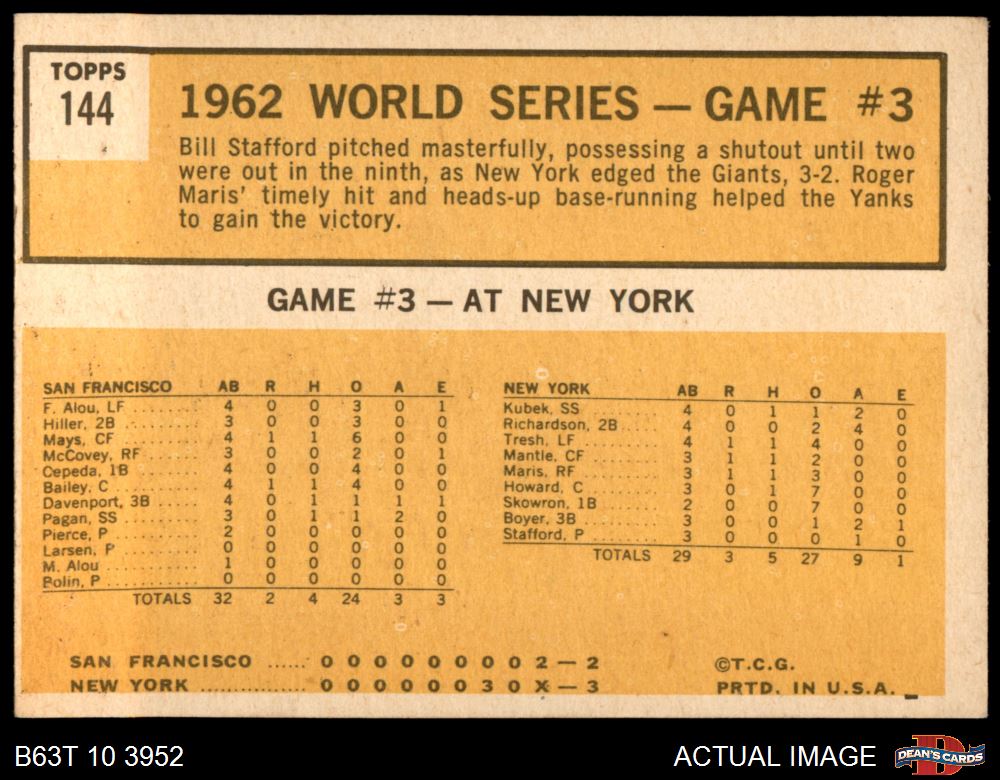 TOPPS
144
1962 WORLD SERIES — GAME #3
Bill Stafford pitched masterfully, possessing a shutout until two
were out in the ninth, as New York edged the Giants, 3-2. Roger
Maris' timely hit and heads-up base-running helped the Yanks
to gain the victory.
GAME #3 — AT NEW YORK
SAN FRANCISCO AB R H O A E
F. Alou, LF ........ 4 0 0 3 0 1
Hiller, 2B ........ 3 0 0 3 0 0
Mays, CF ........ 4 1 1 6 0 0
McCovey, RF ..... 3 0 0 2 0 1
Cepeda, 1B ....... 4 0 0 4 0 0
Bailey, C ......... 4 1 1 4 0 0
Davenport, 3B .... 4 0 1 1 1 1
Pagan, SS ........ 3 0 1 1 2 0
Pierce, P ......... 2 0 0 0 0 0
Larsen, P ......... 0 0 0 0 0 0
M. Alou .......... 1 0 0 0 0 0
Bolin, P .......... 0 0 0 0 0 0
TOTALS 32 2 4 24 3 3
NEW YORK AB R H O A E
Kubek, SS ........ 4 0 1 1 2 0
Richardson, 2B .... 4 0 0 2 4 0
Tresh, LF ......... 4 1 1 4 0 0
Mantle, CF ....... 3 1 1 2 0 0
Maris, RF ......... 3 1 1 3 0 0
Howard, C ........ 3 0 1 7 0 0
Skowron, 1B ...... 2 0 0 7 0 0
Boyer, 3B ........ 3 0 0 1 2 1
Stafford, P ........ 3 0 0 0 1 0
TOTALS 29 3 5 27 9 1
SAN FRANCISCO ...... 0 0 0 0 0 0 0 0 2 — 2
NEW YORK .............. 0 0 0 0 0 0 3 0 X — 3
©T.C.G.
PRTD. IN U.S.A.
B63T 10 3952
ACTUAL IMAGE
DEAN'S CARDS